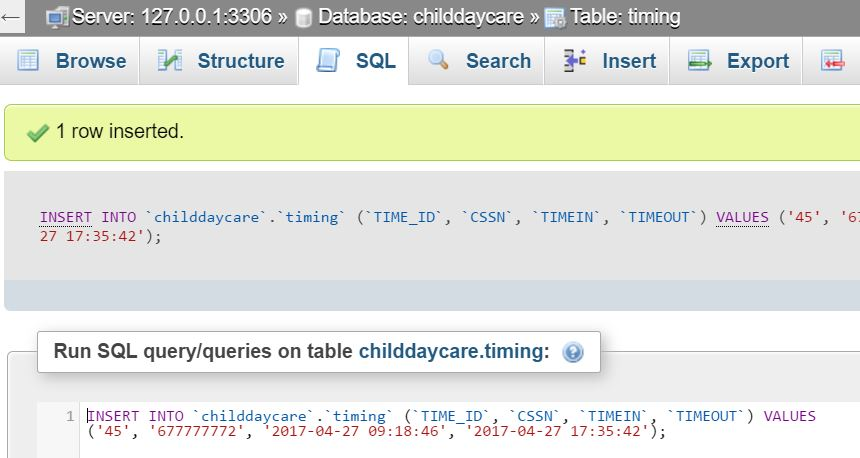 Server: 127.0.0.1:3306 » Database: childdaycare » Table: timing
Browse Structure SQL Search Insert Export
1 row inserted.
INSERT INTO `childdaycare`.`timing` (`TIME_ID`, `CSSN`, `TIMEIN`, `TIMEOUT`) VALUES ('45', '67
27 17:35:42');
Run SQL query/queries on table childdaycare.timing:
1 INSERT INTO `childdaycare`.`timing` (`TIME_ID`, `CSSN`, `TIMEIN`, `TIMEOUT`) VALUES
('45', '677777772', '2017-04-27 09:18:46', '2017-04-27 17:35:42');